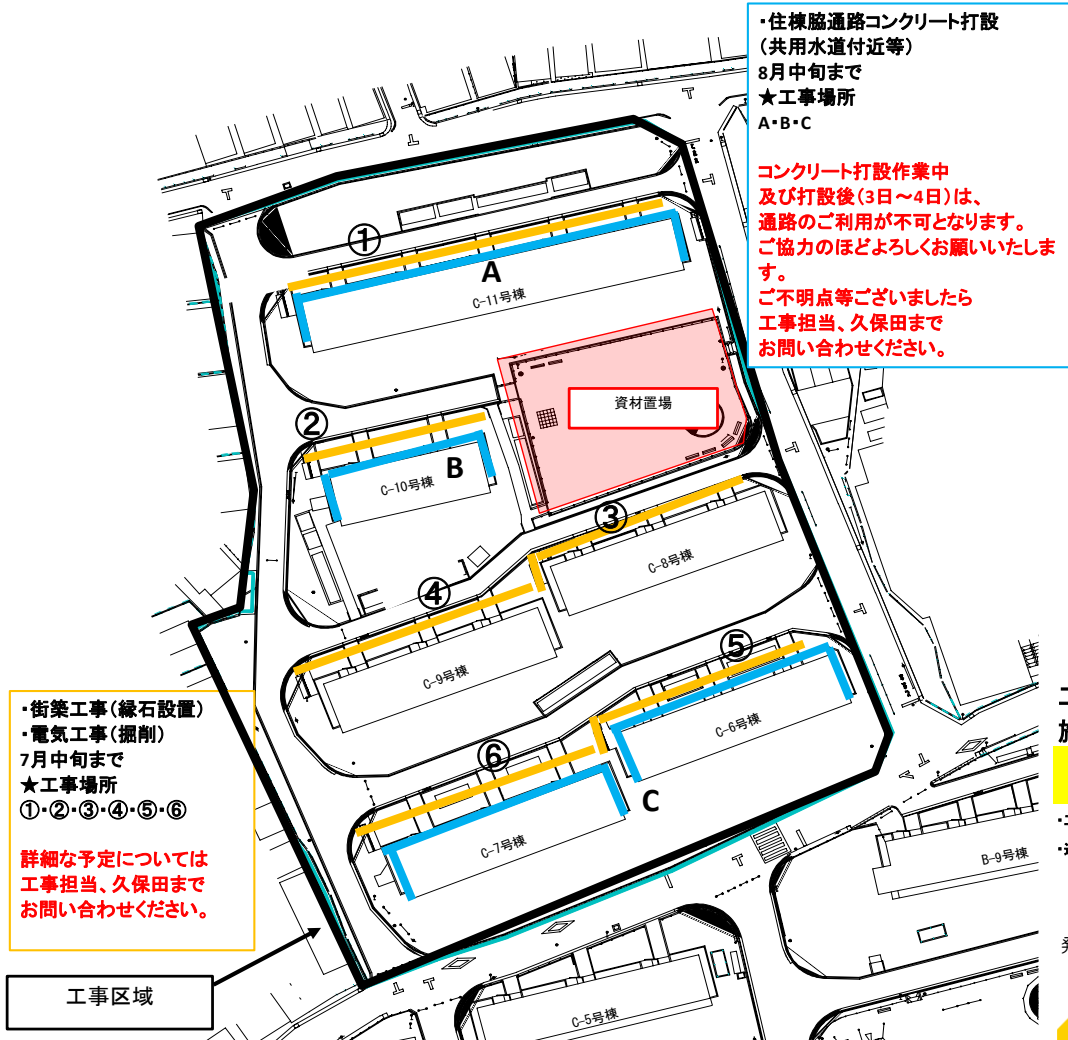 ・住棟脇通路コンクリート打設
(共用水道付近等)
8月中旬まで
★工事場所
A・B・C
コンクリート打設作業中
及び打設後(3日～4日)は、
通路のご利用が不可となります。
ご協力のほどよろしくお願いいたしま
す。
ご不明点等ございましたら
工事担当、久保田まで
お問い合わせください。
①
A
C-11号棟
資材置場
②
B
C-10号棟
③
C-8号棟
④
C-9号棟
⑤
C-6号棟
⑥
C
C-7号棟
・街築工事(縁石設置)
・電気工事(掘削)
7月中旬まで
★工事場所
①・②・③・④・⑤・⑥
詳細な予定については
工事担当、久保田まで
お問い合わせください。
工事区域
B-9号棟
C-5号棟